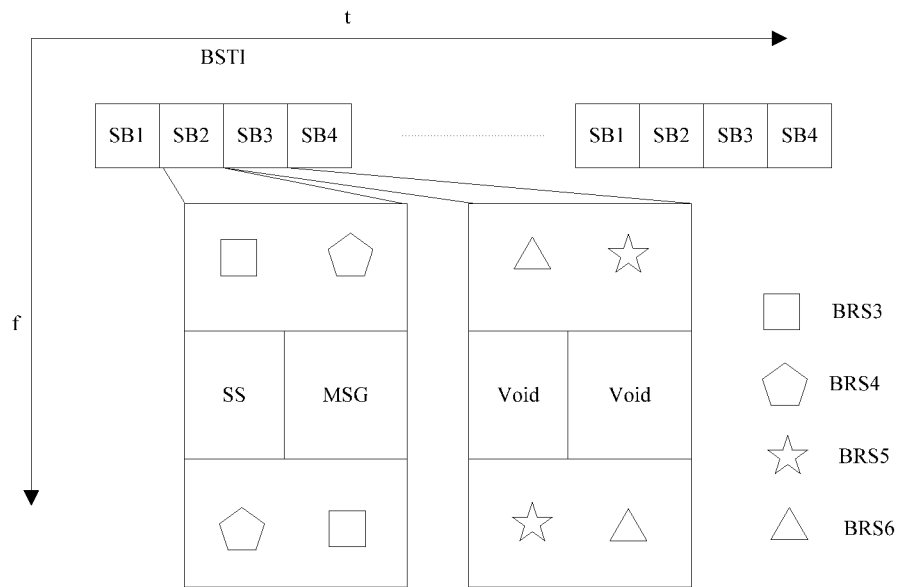 t
BSTI
SB1 SB2 SB3 SB4 SB1 SB2 SB3 SB4
f
BRS3
SS MSG Void Void
BRS4
BRS5
BRS6